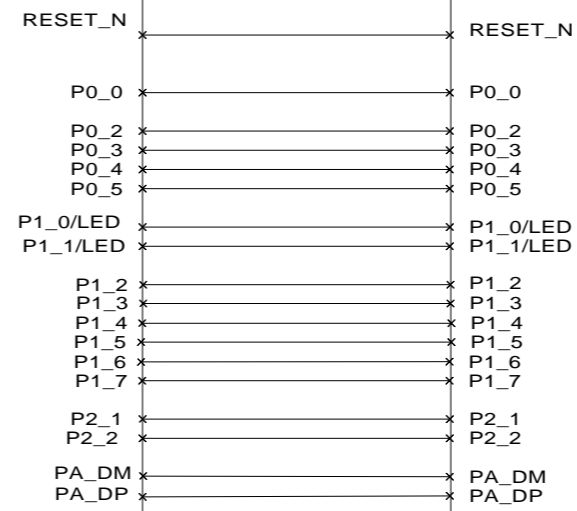 RESET_N RESET_N
P0_0 P0_0
P0_2 P0_2
P0_3 P0_3
P0_4 P0_4
P0_5 P0_5
P1_0/LED P1_0/LED
P1_1/LED P1_1/LED
P1_2 P1_2
P1_3 P1_3
P1_4 P1_4
P1_5 P1_5
P1_6 P1_6
P1_7 P1_7
P2_1 P2_1
P2_2 P2_2
PA_DM PA_DM
PA_DP PA_DP